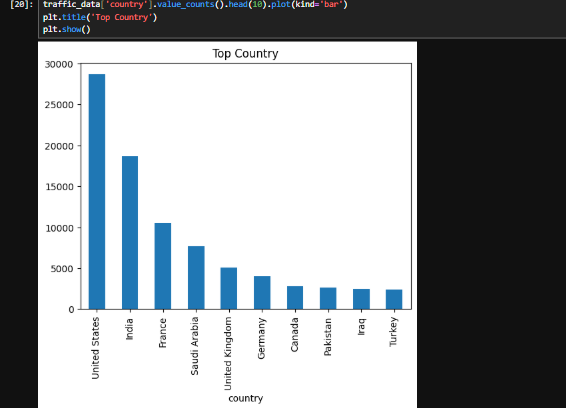 [20]: traffic_data['country'].value_counts().head(10).plot(kind='bar')
plt.title('Top Country')
plt.show()
Top Country
30000
25000
20000
15000
10000
5000
0
United States
India
France
Saudi Arabia
United Kingdom
Germany
Canada
Pakistan
Iraq
Turkey
country